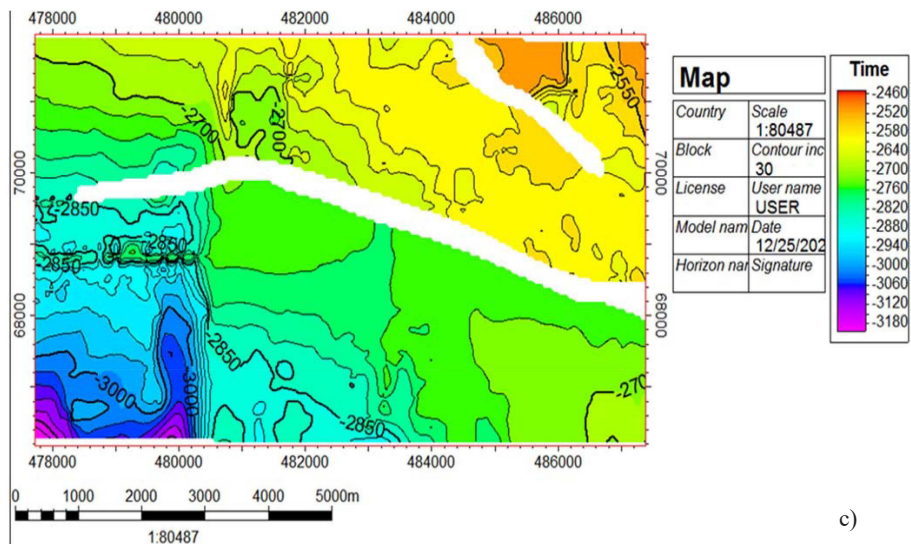 478000 480000 482000 484000 486000
70000
68000
-2550
-2700
-2700
-2850
-2850
-2850
-2850
-3000
-3000
-2850
-270
70000
68000
478000 480000 482000 484000 486000
0 1000 2000 3000 4000 5000m
1:80487
Map
Country
Scale
1:80487
Block
Contour inc
30
License
User name
USER
Model nam
Date
12/25/202
Horizon nar
Signature
Time
-2460
-2520
-2580
-2640
-2700
-2760
-2820
-2880
-2940
-3000
-3060
-3120
-3180
c)